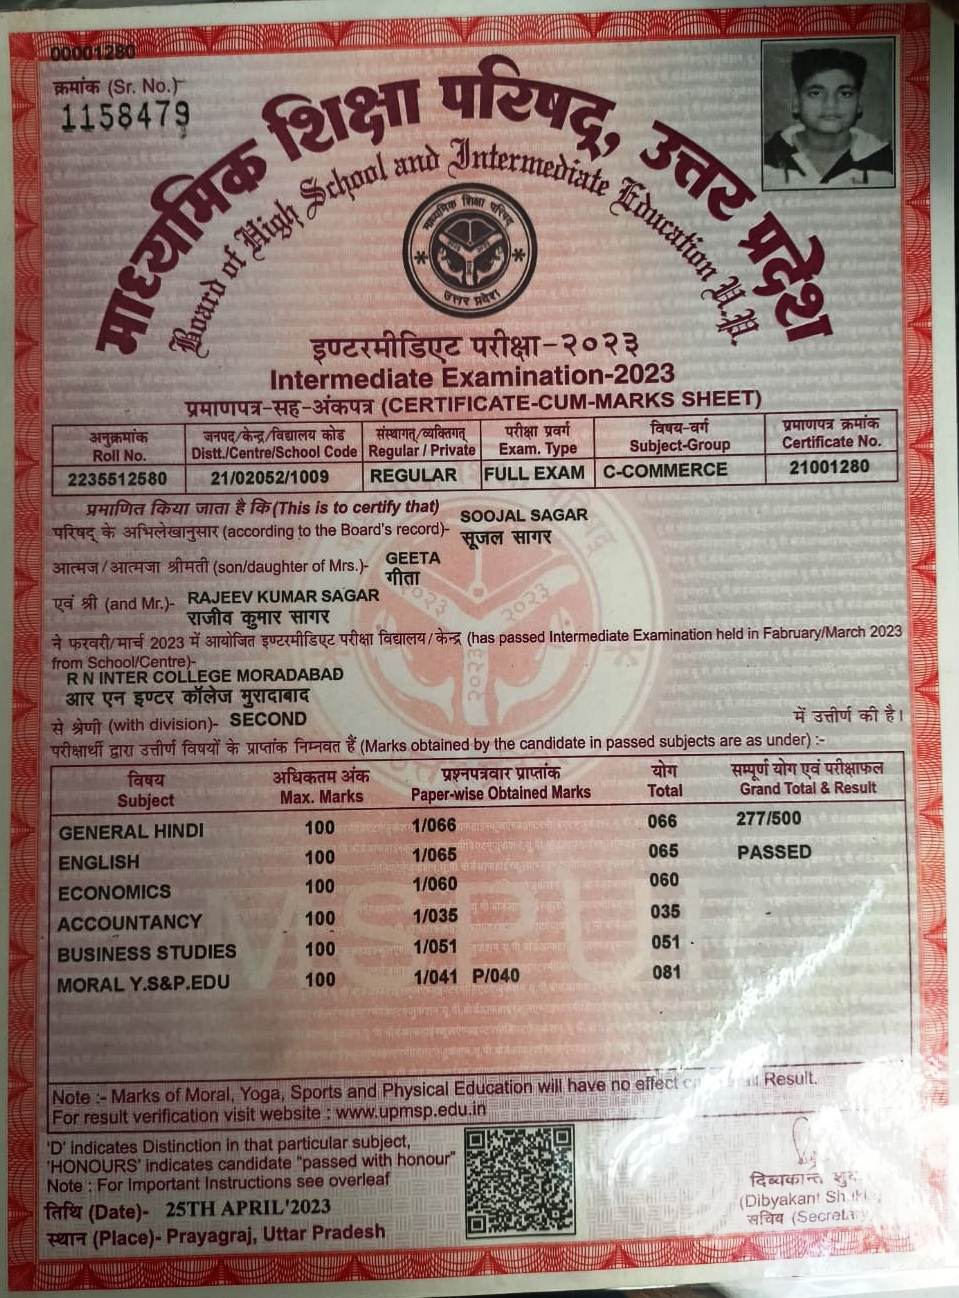 00001280
क्रमांक (Sr. No.)
1158479
माध्यमिक शिक्षा परिषद्, उत्तर प्रदेश
Board of High School and Intermediate Education U.P.
माध्यमिक शिक्षा परिषद्
उत्तर प्रदेश
इण्टरमीडिएट परीक्षा-२०२३
Intermediate Examination-2023
प्रमाणपत्र-सह-अंकपत्र (CERTIFICATE-CUM-MARKS SHEET)
अनुक्रमांक जनपद/केन्द्र/विद्यालय कोड संस्थागत्/व्यक्तिगत् परीक्षा प्रवर्ग विषय-वर्ग प्रमाणपत्र क्रमांक
Roll No. Distt./Centre/School Code Regular / Private Exam. Type Subject-Group Certificate No.
2235512580 21/02052/1009 REGULAR FULL EXAM C-COMMERCE 21001280
प्रमाणित किया जाता है कि(This is to certify that)
परिषद् के अभिलेखानुसार (according to the Board's record)- SOOJAL SAGAR
सूजल सागर
आत्मज/आत्मजा श्रीमती (son/daughter of Mrs.)- GEETA
गीता
एवं श्री (and Mr.)- RAJEEV KUMAR SAGAR
राजीव कुमार सागर
ने फरवरी/मार्च 2023 में आयोजित इण्टरमीडिएट परीक्षा विद्यालय/केन्द्र (has passed Intermediate Examination held in Fabruary/March 2023
from School/Centre)-
R N INTER COLLEGE MORADABAD
आर एन इण्टर कॉलेज मुरादाबाद
से श्रेणी (with division)- SECOND में उत्तीर्ण की है।
परीक्षार्थी द्वारा उत्तीर्ण विषयों के प्राप्तांक निम्नवत हैं (Marks obtained by the candidate in passed subjects are as under) :-
विषय अधिकतम अंक प्रश्नपत्रवार प्राप्तांक योग सम्पूर्ण योग एवं परीक्षाफल
Subject Max. Marks Paper-wise Obtained Marks Total Grand Total & Result
GENERAL HINDI 100 1/066 066 277/500
ENGLISH 100 1/065 065 PASSED
ECONOMICS 100 1/060 060
ACCOUNTANCY 100 1/035 035
BUSINESS STUDIES 100 1/051 051
MORAL Y.S&P.EDU 100 1/041 P/040 081
Note :- Marks of Moral, Yoga, Sports and Physical Education will have no effect Result.
For result verification visit website : www.upmsp.edu.in
'D' indicates Distinction in that particular subject,
'HONOURS' indicates candidate "passed with honour"
Note : For Important Instructions see overleaf
तिथि (Date)- 25TH APRIL'2023
स्थान (Place)- Prayagraj, Uttar Pradesh
दिब्यकान्त
(Dibyakant
सचिव (Secretary